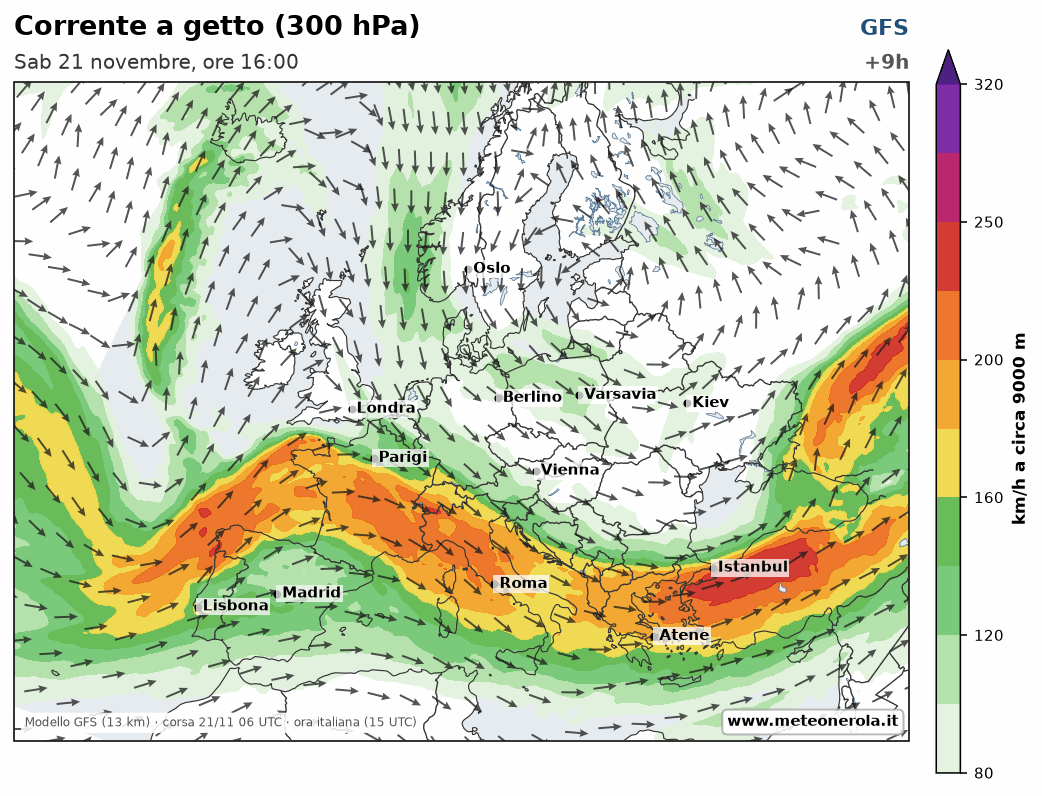 Corrente a getto (300 hPa)
GFS
Sab 21 novembre, ore 16:00
+9h
320
250
200
160
120
80
km/h a circa 9000 m
Oslo
Londra
Berlino
Varsavia
Kiev
Parigi
Vienna
Istanbul
Roma
Madrid
Lisbona
Atene
Modello GFS (13 km) · corsa 21/11 06 UTC · ora italiana (15 UTC)
www.meteonerola.it